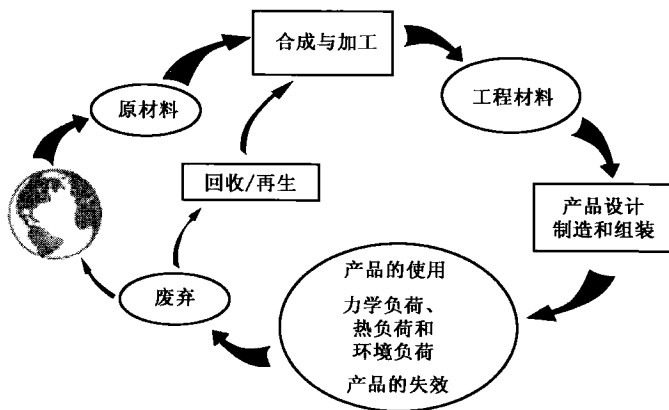 合成与加工
原材料
工程材料
回收/再生
产品设计
制造和组装
废弃
产品的使用
力学负荷、
热负荷和
环境负荷
产品的失效